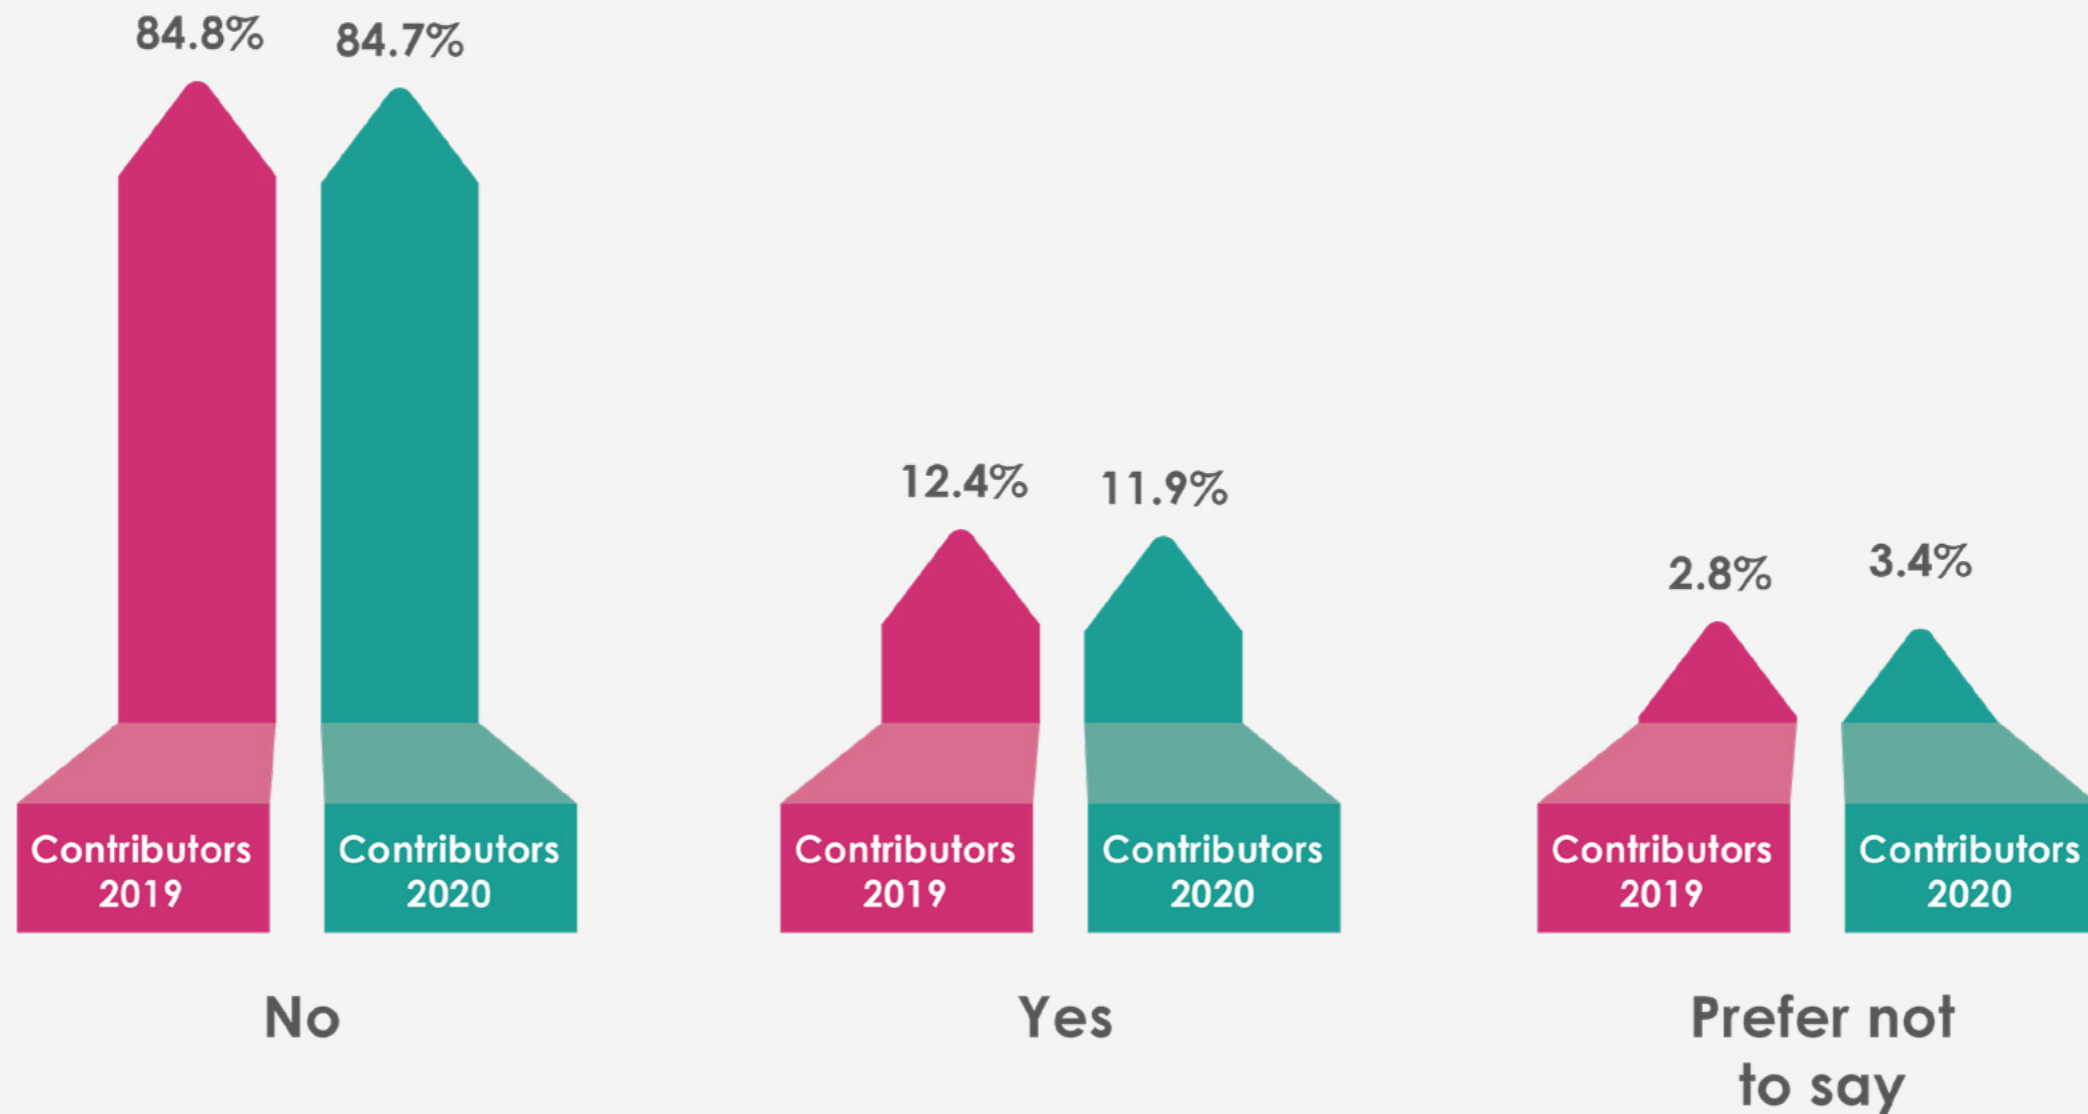 84.8%
84.7%
12.4%
11.9%
2.8%
3.4%
Contributors
2019
Contributors
2020
Contributors
2019
Contributors
2020
Contributors
2019
Contributors
2020
No
Yes
Prefer not
to say